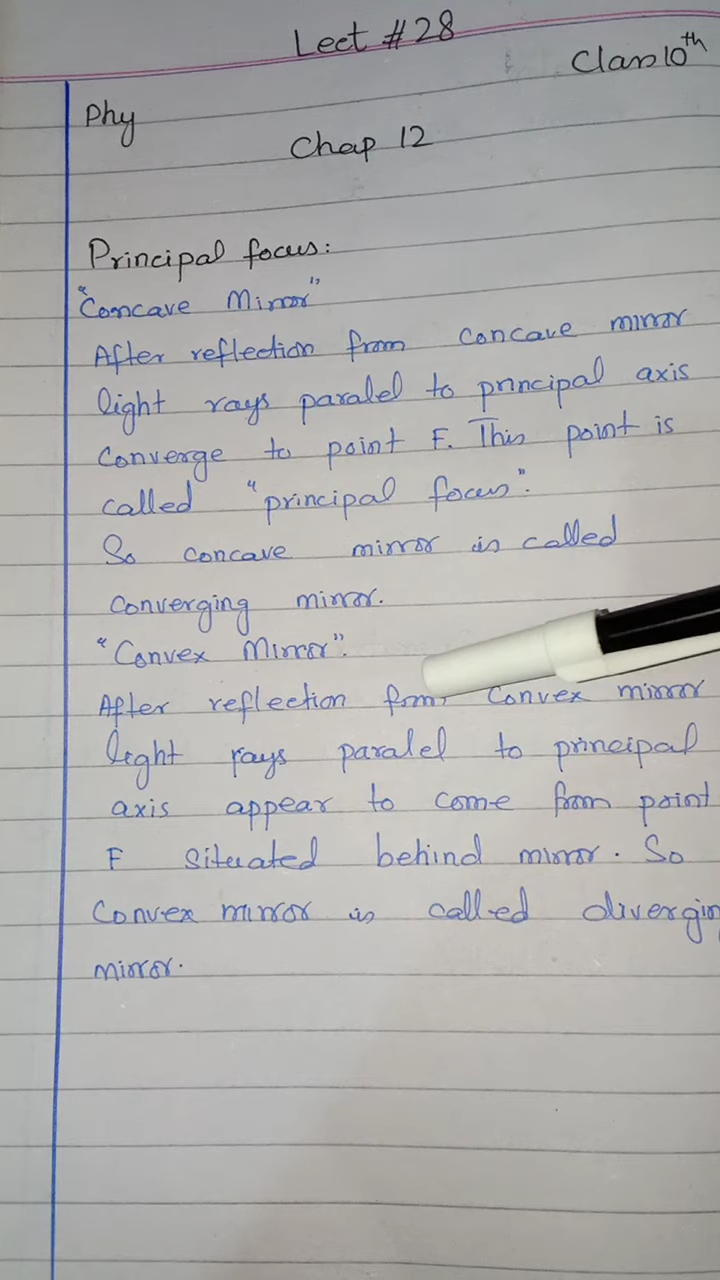 Lect #28
Class 10th
Phy
Chap 12
Principal focus:
"Concave Mirror"
After reflection from concave mirror
light rays paralel to principal axis
converge to point F. This point is
called "principal focus".
So concave mirror is called
converging mirror.
"Convex Mirror".
After reflection from convex mirror
light rays paralel to principal
axis appear to come from point
F situated behind mirror. So
Convex mirror is called divergin
mirror.